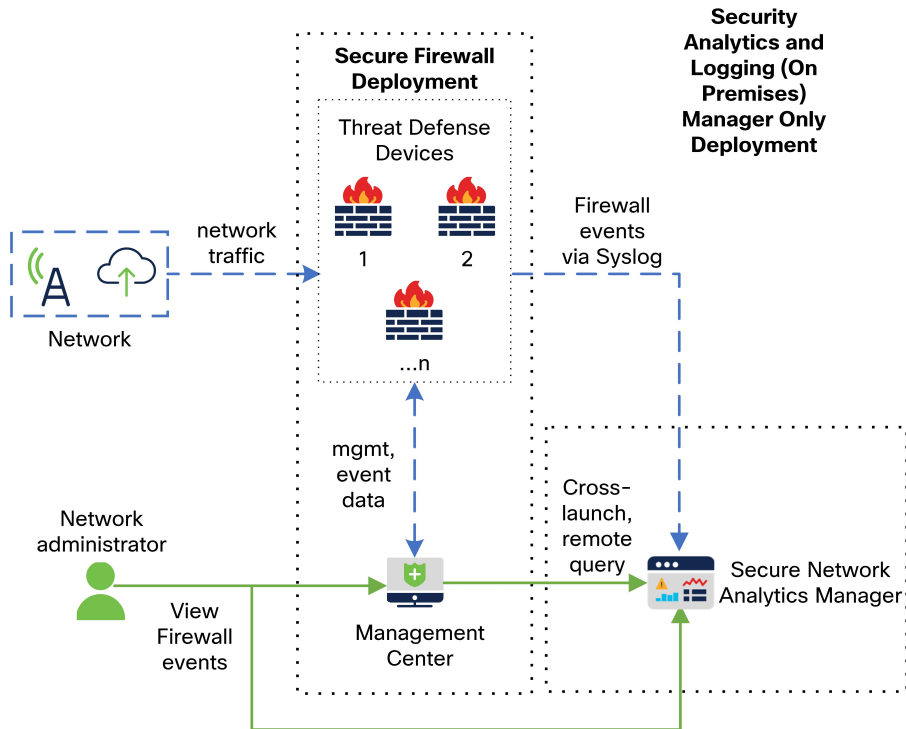 Security
Analytics and
Logging (On
Premises)
Manager Only
Deployment
Secure Firewall
Deployment
Threat Defense
Devices
1
2
...n
network
traffic
Network
Firewall
events
via Syslog
mgmt,
event
data
Cross-
launch,
remote
query
Network
administrator
View
Firewall
events
Management
Center
Secure Network
Analytics Manager